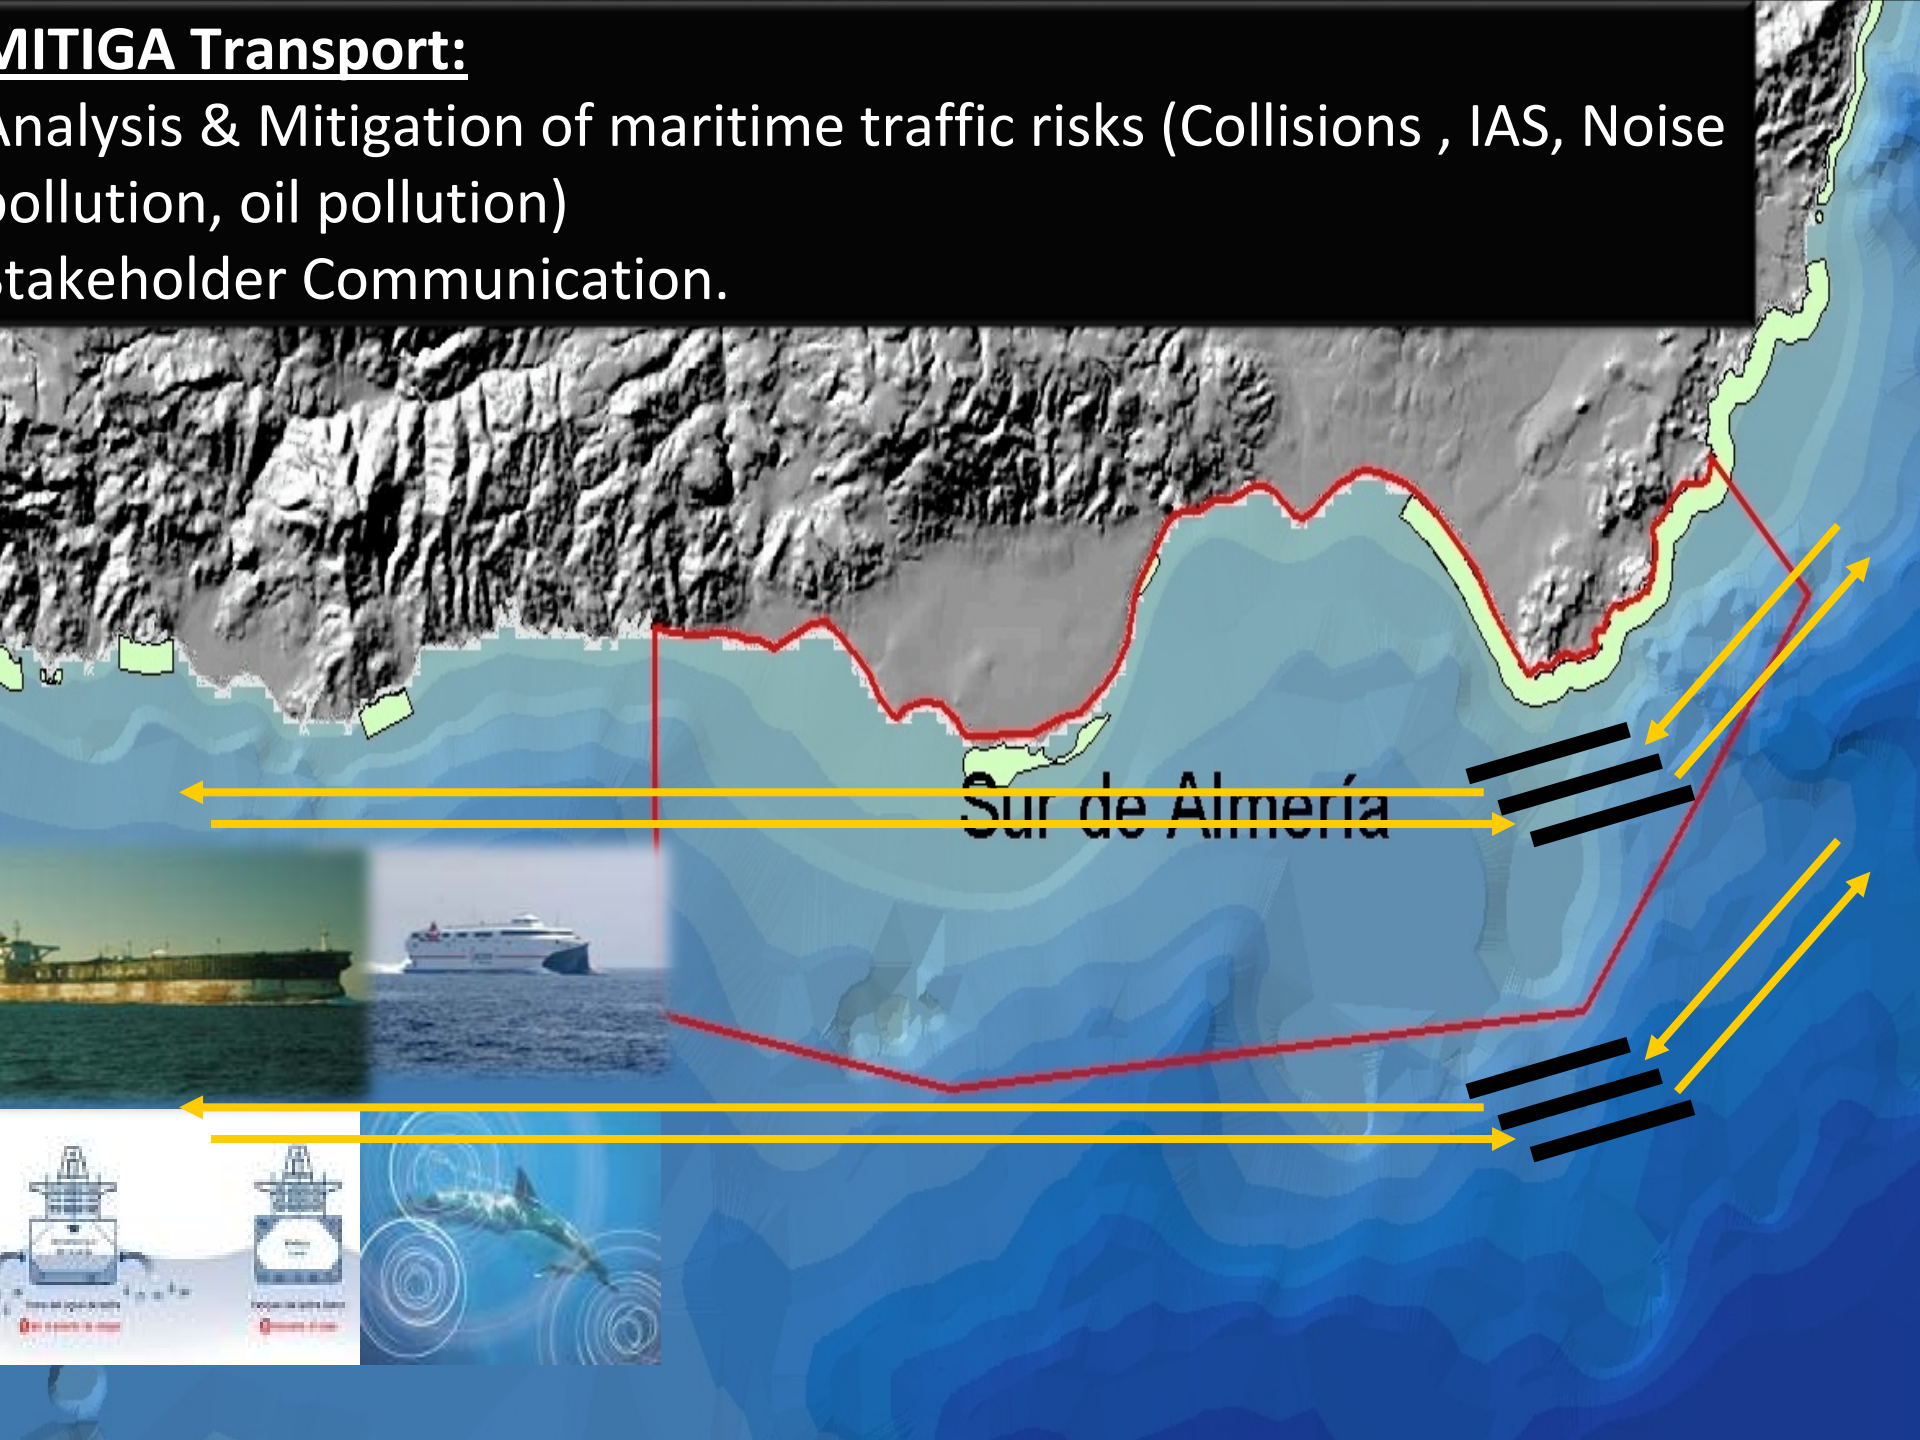 MITIGA Transport:
Analysis & Mitigation of maritime traffic risks (Collisions , IAS, Noise
pollution, oil pollution)
Stakeholder Communication.
Sur de Almería